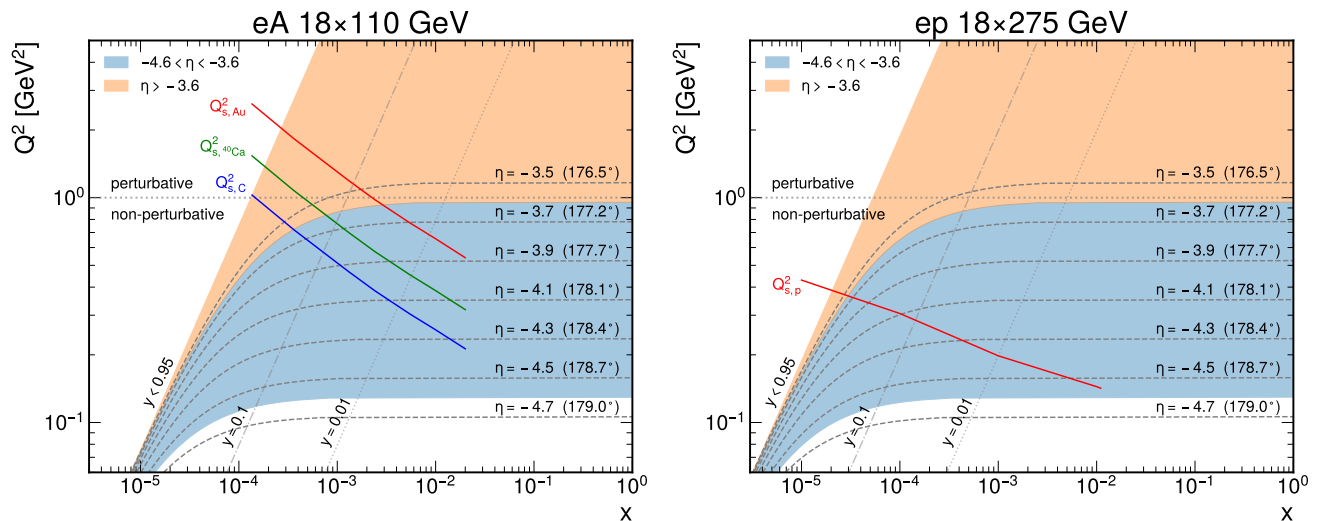 eA 18×110 GeV
Q² [GeV²]
−4.6 < η < −3.6
η > −3.6
Q²s, Au
Q²s, ⁴⁰Ca
Q²s, C
perturbative
non-perturbative
η = −3.5 (176.5°)
η = −3.7 (177.2°)
η = −3.9 (177.7°)
η = −4.1 (178.1°)
η = −4.3 (178.4°)
η = −4.5 (178.7°)
η = −4.7 (179.0°)
y < 0.95
y = 0.1
y = 0.01
10⁰
10⁻¹
10⁻⁵ 10⁻⁴ 10⁻³ 10⁻² 10⁻¹ 10⁰
x
ep 18×275 GeV
Q² [GeV²]
−4.6 < η < −3.6
η > −3.6
perturbative
non-perturbative
Q²s, p
η = −3.5 (176.5°)
η = −3.7 (177.2°)
η = −3.9 (177.7°)
η = −4.1 (178.1°)
η = −4.3 (178.4°)
η = −4.5 (178.7°)
η = −4.7 (179.0°)
y < 0.95
y = 0.1
y = 0.01
10⁰
10⁻¹
10⁻⁵ 10⁻⁴ 10⁻³ 10⁻² 10⁻¹ 10⁰
x